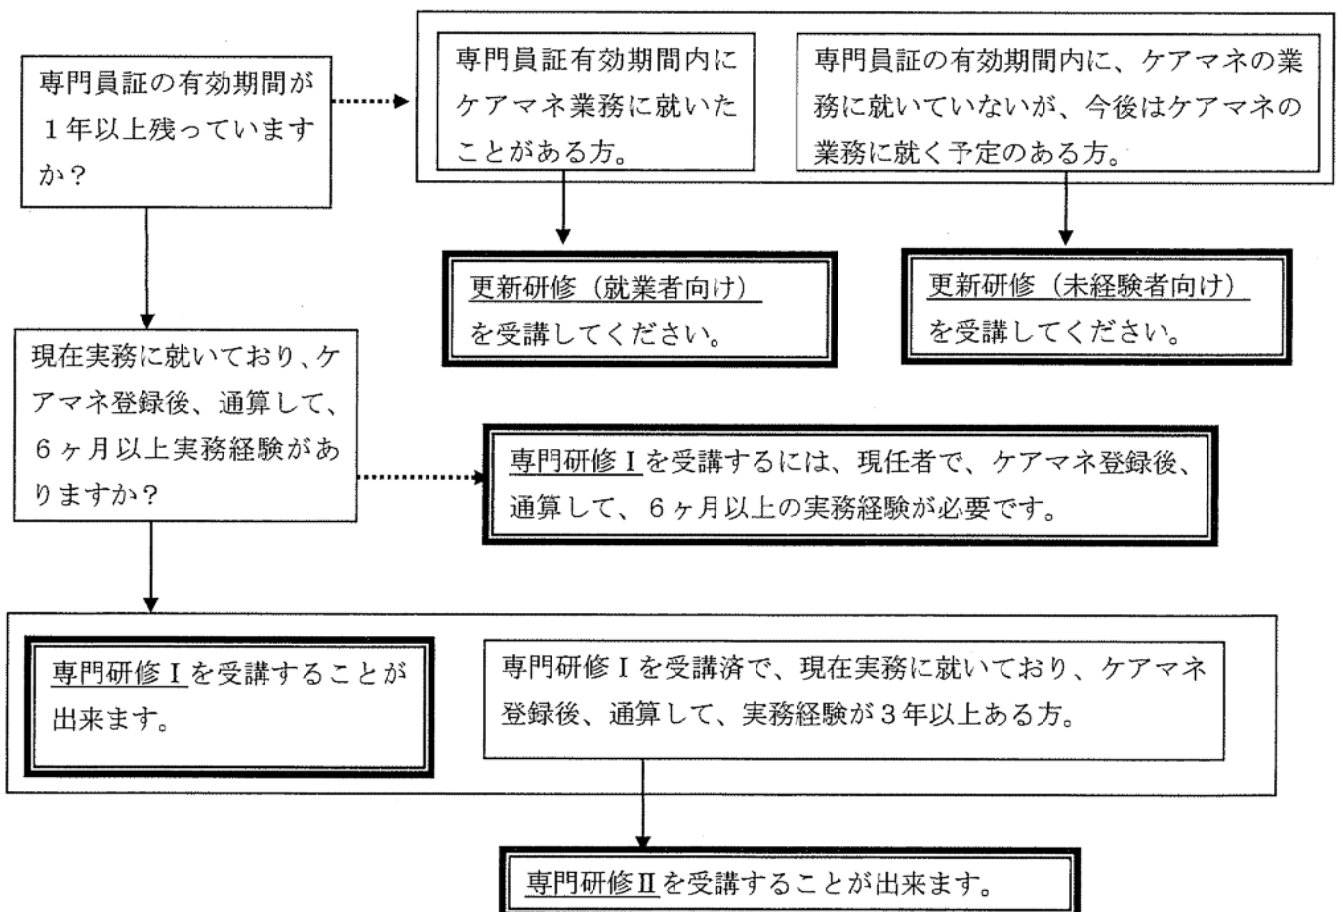 専門員証の有効期間が
１年以上残っています
か？
専門員証有効期間内に
ケアマネ業務に就いた
ことがある方。
専門員証の有効期間内に、ケアマネの業
務に就いていないが、今後はケアマネの
業務に就く予定のある方。
更新研修（就業者向け）
を受講してください。
更新研修（未経験者向け）
を受講してください。
現在実務に就いており、ケ
アマネ登録後、通算して、
６ヶ月以上実務経験があ
りますか？
専門研修Ⅰを受講するには、現任者で、ケアマネ登録後、
通算して、６ヶ月以上の実務経験が必要です。
専門研修Ⅰを受講することが
出来ます。
専門研修Ⅰを受講済で、現在実務に就いており、ケアマネ
登録後、通算して、実務経験が３年以上ある方。
専門研修Ⅱを受講することが出来ます。